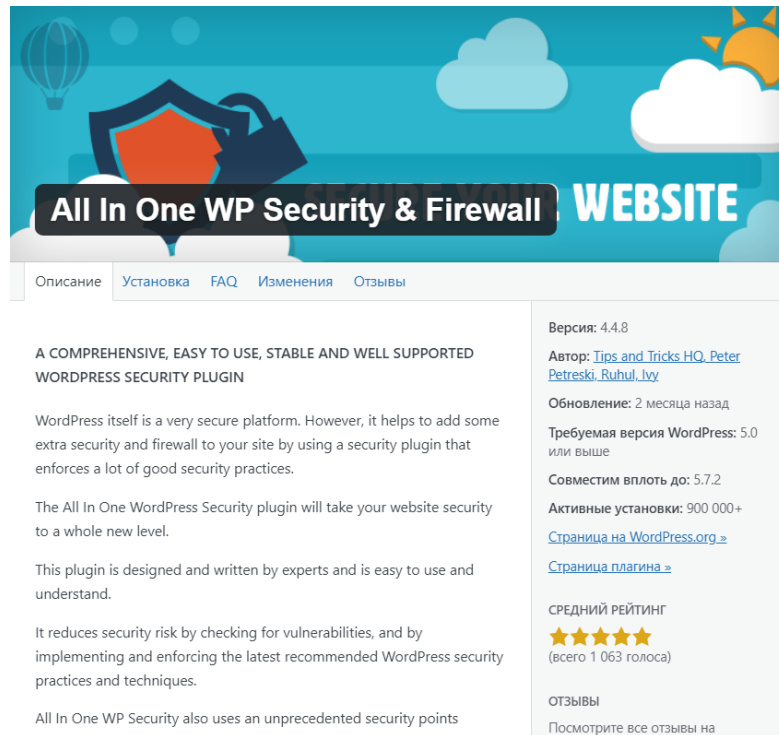 WEBSITE
All In One WP Security & Firewall
Описание Установка FAQ Изменения Отзывы
A COMPREHENSIVE, EASY TO USE, STABLE AND WELL SUPPORTED
WORDPRESS SECURITY PLUGIN
WordPress itself is a very secure platform. However, it helps to add some
extra security and firewall to your site by using a security plugin that
enforces a lot of good security practices.
The All In One WordPress Security plugin will take your website security
to a whole new level.
This plugin is designed and written by experts and is easy to use and
understand.
It reduces security risk by checking for vulnerabilities, and by
implementing and enforcing the latest recommended WordPress security
practices and techniques.
All In One WP Security also uses an unprecedented security points
Версия: 4.4.8
Автор: Tips and Tricks HQ, Peter
Petreski, Ruhul, Ivy
Обновление: 2 месяца назад
Требуемая версия WordPress: 5.0
или выше
Совместим вплоть до: 5.7.2
Активные установки: 900 000+
Страница на WordPress.org »
Страница плагина »
СРЕДНИЙ РЕЙТИНГ
(всего 1 063 голоса)
ОТЗЫВЫ
Посмотрите все отзывы на